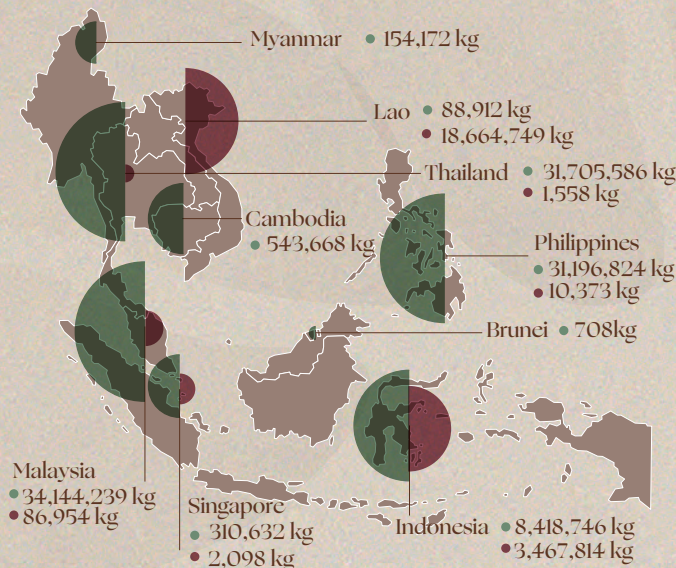 Myanmar 154,172 kg
Lao 88,912 kg
18,664,749 kg
Thailand 31,705,586 kg
1,558 kg
Cambodia
543,668 kg
Philippines
31,196,824 kg
10,373 kg
Brunei 708kg
Malaysia
34,144,239 kg
86,954 kg
Singapore
310,632 kg
2,098 kg
Indonesia 8,418,746 kg
3,467,814 kg